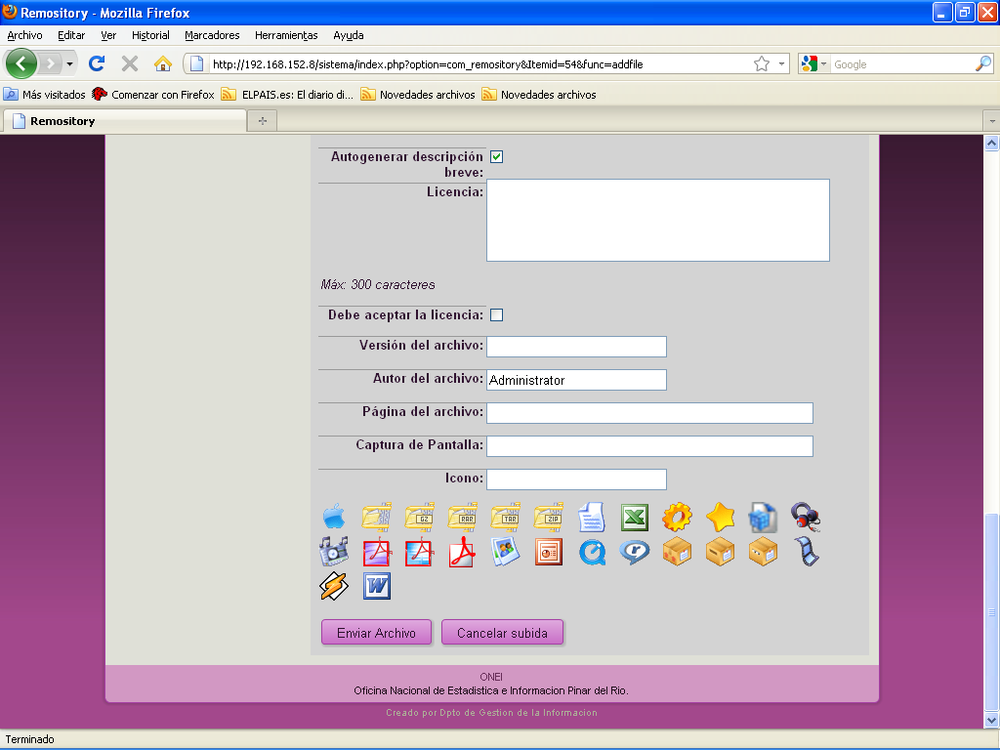 Remository - Mozilla Firefox
Archivo Editar Ver Historial Marcadores Herramientas Ayuda
http://192.168.152.8/sistema/index.php?option=com_remository&Itemid=54&func=addfile Google
Más visitados Comenzar con Firefox ELPAIS.es: El diario di... Novedades archivos Novedades archivos
Remository
Autogenerar descripción
breve:
Licencia:
Máx: 300 caracteres
Debe aceptar la licencia:
Versión del archivo:
Autor del archivo: Administrator
Página del archivo:
Captura de Pantalla:
Icono:
GZ RAR TAR ZIP
Enviar Archivo Cancelar subida
ONEI
Oficina Nacional de Estadistica e Informacion Pinar del Rio.
Creado por Dpto de Gestion de la Informacion
Terminado